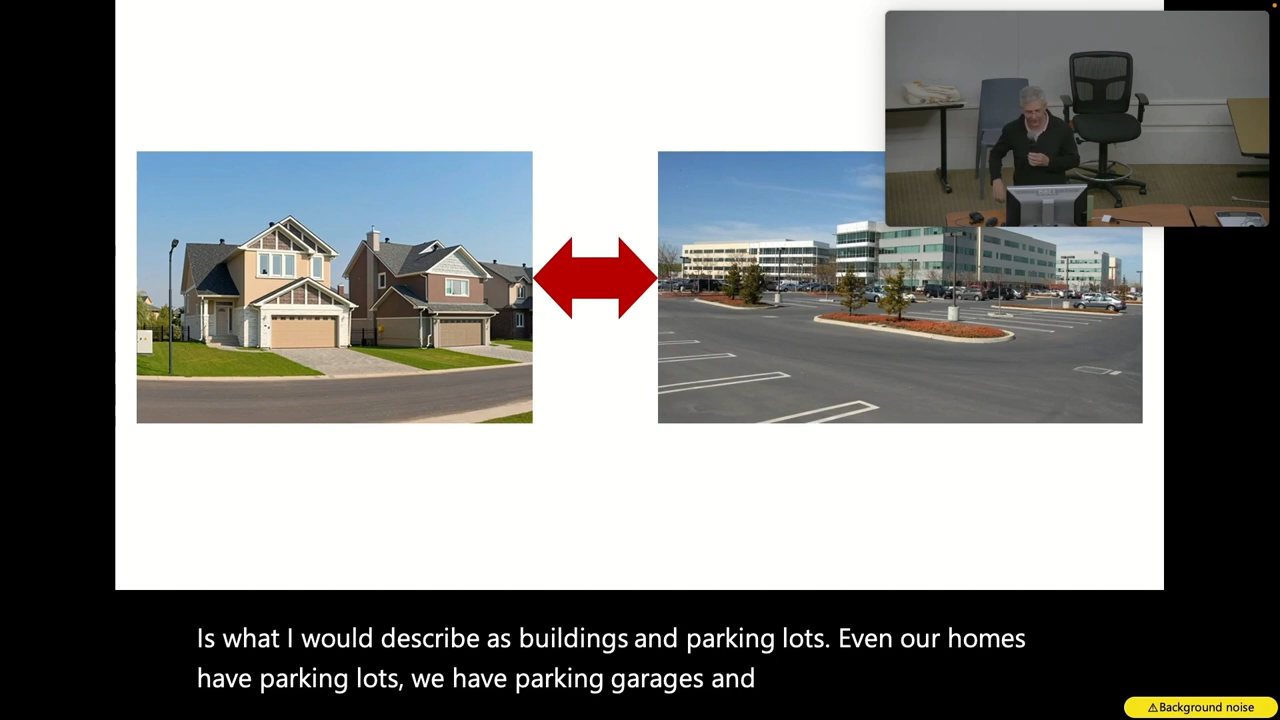 Is what I would describe as buildings and parking lots. Even our homes
have parking lots, we have parking garages and
⚠Background noise